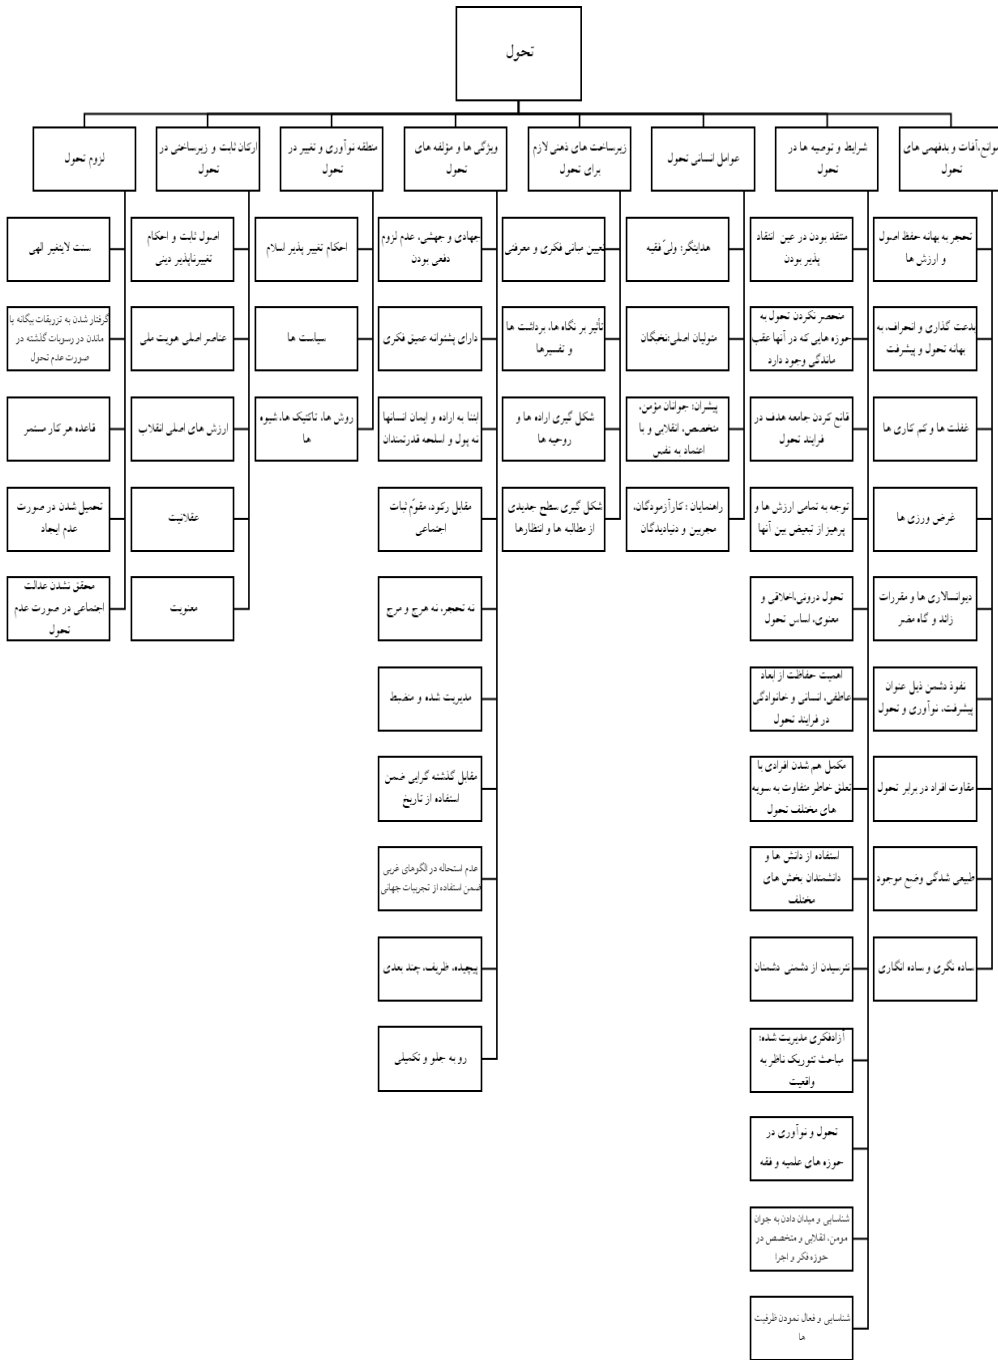 تحول
موانع،آفات و بدفهمی های
تحول
شرایط و توصیه ها در
تحول
عوامل انسانی تحول
زیرساخت های ذهنی لازم
برای تحول
ویژگی ها و مؤلفه های
تحول
منطقه نوآوری و تغییر در
تحول
ارکان ثابت و زیرساختی در
تحول
لزوم تحول
تحجر به بهانه حفظ اصول
و ارزش ها
بدعت گذاری و انحراف، به
بهانه تحول و پیشرفت
غفلت ها و کم کاری ها
غرض ورزی ها
دیوانسالاری ها و مقررات
زائد و گاه مضر
نفوذ دشمن ذیل عنوان
پیشرفت، نوآوری و تحول
مقاومت افراد در برابر تحول
طبیعی شدگی وضع موجود
ساده نگری و ساده انگاری
منتقد بودن در عین انتقاد
پذیر بودن
منحصر نکردن تحول به
حوزه هایی که در آنها عقب
ماندگی وجود دارد
قانع کردن جامعه هدف در
فرایند تحول
توجه به تمامی ارزش ها و
پرهیز از تبعیض بین آنها
تحول درونی،اخلاقی و
معنوی، اساس تحول
اهمیت حفاظت از ابعاد
عاطفی، انسانی و خانوادگی
در فرایند تحول
مکمل هم شدن افرادی با
تعلق خاطر متفاوت به سویه
های مختلف تحول
استفاده از دانش ها و
دانشمندان بخش های
مختلف
نترسیدن از دشمنی دشمنان
آزادفکری مدیریت شده؛
مباحث تئوریک ناظر به
واقعیت
تحول و نوآوری در
حوزه های علمیه و فقه
شناسایی و میدان دادن به جوان
مومن، انقلابی و متخصص در
حوزه فکر و اجرا
شناسایی و فعال نمودن ظرفیت
ها
هدایتگر: ولیّ فقیه
متولیان اصلی:نخبگان
پیشران: جوانان مؤمن،
متخصص، انقلابی و با
اعتماد به نفس
راهنمایان : کارآزمودگان،
مجربین و دنیادیدگان
تعیین مبانی فکری و معرفتی
تأثیر بر نگاه ها، برداشت ها
و تفسیرها
شکل گیری اراده ها و
روحیه ها
شکل گیری سطح جدیدی
از مطالبه ها و انتظارها
جهادی و جهشی، عدم لزوم
دفعی بودن
دارای پشتوانه عمیق فکری
ابتنا به اراده و ایمان انسانها
نه پول و اسلحه قدرتمندان
مقابل رکود، مقوّم ثبات
اجتماعی
نه تحجر، نه هرج و مرج
مدیریت شده و منضبط
مقابل گذشته گرایی ضمن
استفاده از تاریخ
عدم استحاله در الگوهای غربی
ضمن استفاده از تجربیات جهانی
پیچیده، ظریف، چند بعدی
رو به جلو و تکمیلی
احکام تغییر پذیر اسلام
سیاست ها
روش ها، تاکتیک ها، شیوه
ها
اصول ثابت و احکام
تغییرناپذیر دینی
عناصر اصلی هویت ملی
ارزش های اصلی انقلاب
عقلانیت
معنویت
سنت لایتغیر الهی
گرفتار شدن به تزریقات بیگانه با
ماندن در رسوبات گذشته در
صورت عدم تحول
قاعده هر کار مستمر
تحمیل شدن در صورت
عدم ایجاد
محقق نشدن عدالت
اجتماعی در صورت عدم
تحول